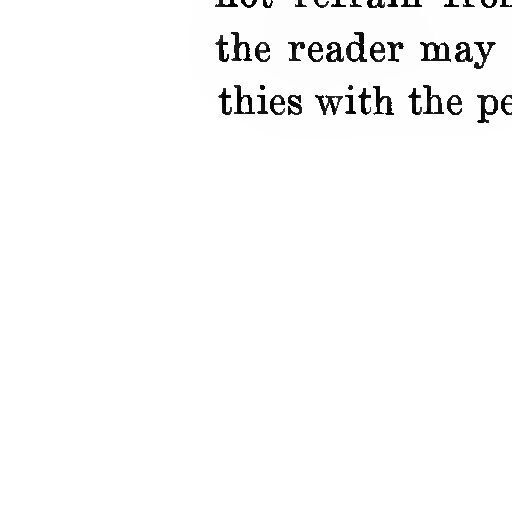 not refrain
the reader may
thies with the